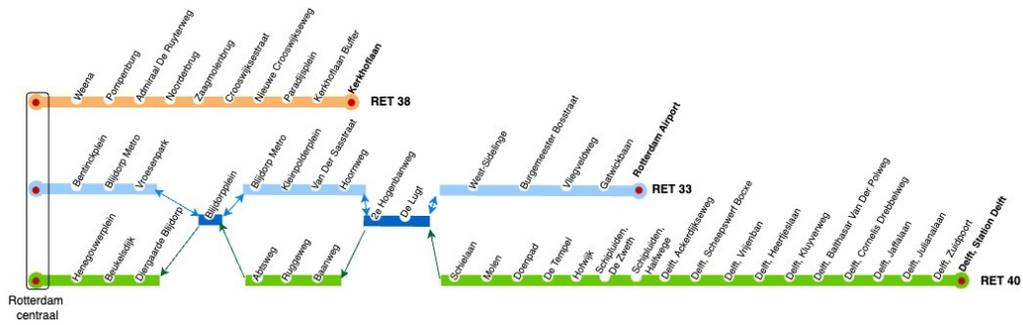 Weena
Pompenburg
Admiraal De Ruyterweg
Noorderbrug
Zaagmolenbrug
Crooswijksestraat
Nieuwe Crooswijkseweg
Paradijsplein
Kerkhoflaan Buffer
Kerkhoflaan
RET 38
Bentinckplein
Blijdorp Metro
Vroesenpark
Blijdorpplein
Blijdorp Metro
Kleinpolderplein
Van Der Sasstraat
Hoornweg
2e Hogenbanweg
De Lugt
West-Sidelinge
Burgemeester Bosstraat
Vliegveldweg
Gatwickbaan
Rotterdam Airport
RET 33
Henegouwerplein
Beukelsdijk
Diergaarde Blijdorp
Abtsweg
Ruggeweg
Baanweg
Schielaan
Molen
Doenpad
De Tempel
Hofwijk
Schipluiden,
De Zweth
Schipluiden,
Halfwege
Delft, Ackerdijkseweg
Delft, Scheepswerf Bocxe
Delft, Vrijenban
Delft, Heertjeslaan
Delft, Kluyverweg
Delft, Balthasar Van Der Polweg
Delft, Cornelis Drebbelweg
Delft, Jaffalaan
Delft, Julianalaan
Delft, Zuidpoort
Delft, Station Delft
RET 40
Rotterdam
centraal